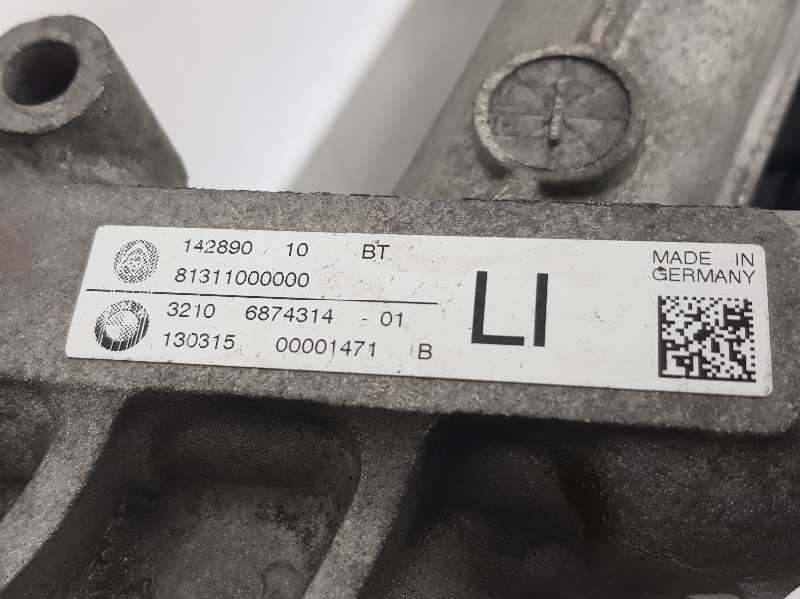 142890 10 BT
81311000000
3210 6874314 - 01
130315 00001471 B
LI
MADE IN
GERMANY